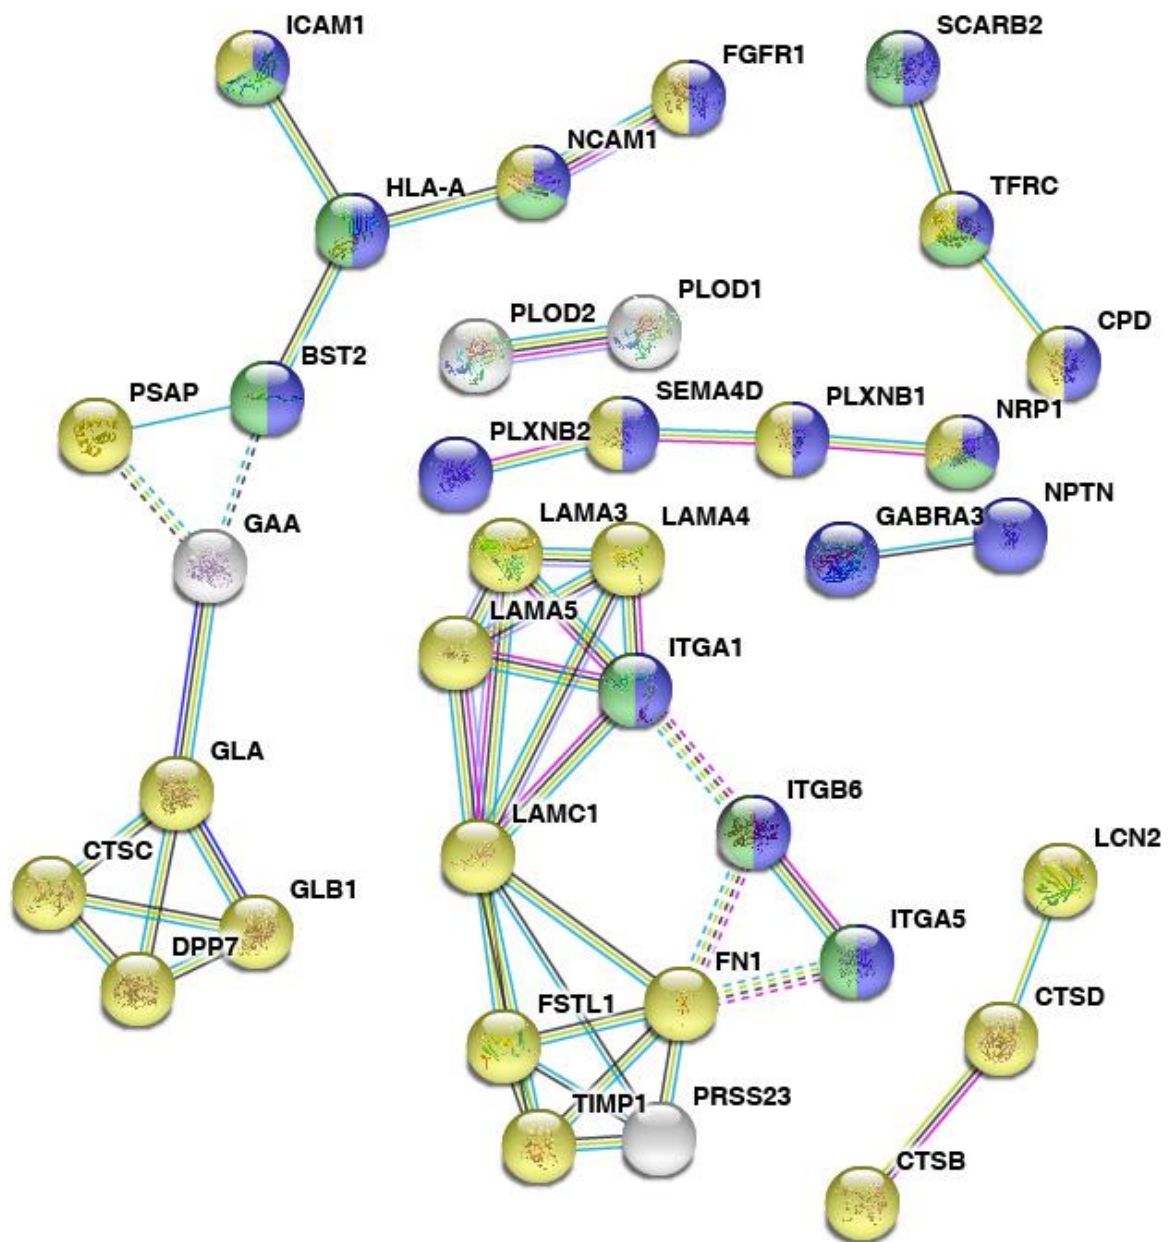 ICAM1
SCARB2
FGFR1
NCAM1
HLA-A
TFRC
PLOD1
PLOD2
CPD
BST2
PSAP
SEMA4D
PLXNB1
NRP1
PLXNB2
NPTN
GABRA3
GAA
LAMA3
LAMA4
LAMA5
ITGA1
GLA
ITGB6
LAMC1
LCN2
CTSC
GLB1
ITGA5
DPP7
FN1
FSTL1
CTSD
TIMP1
PRSS23
CTSB